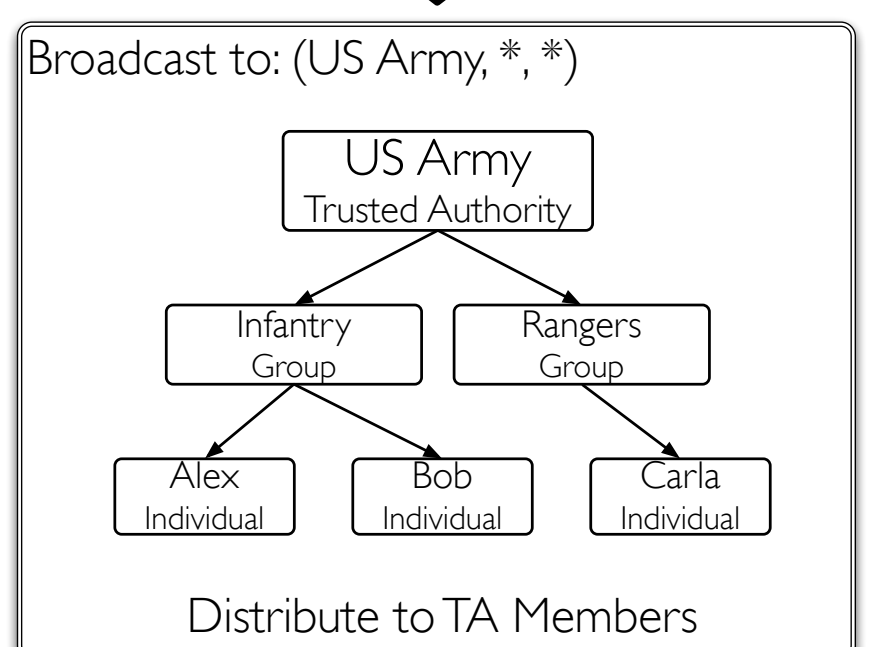 Broadcast to: (US Army, *, *)
US Army
Trusted Authority
Infantry
Group
Rangers
Group
Alex
Individual
Bob
Individual
Carla
Individual
Distribute to TA Members